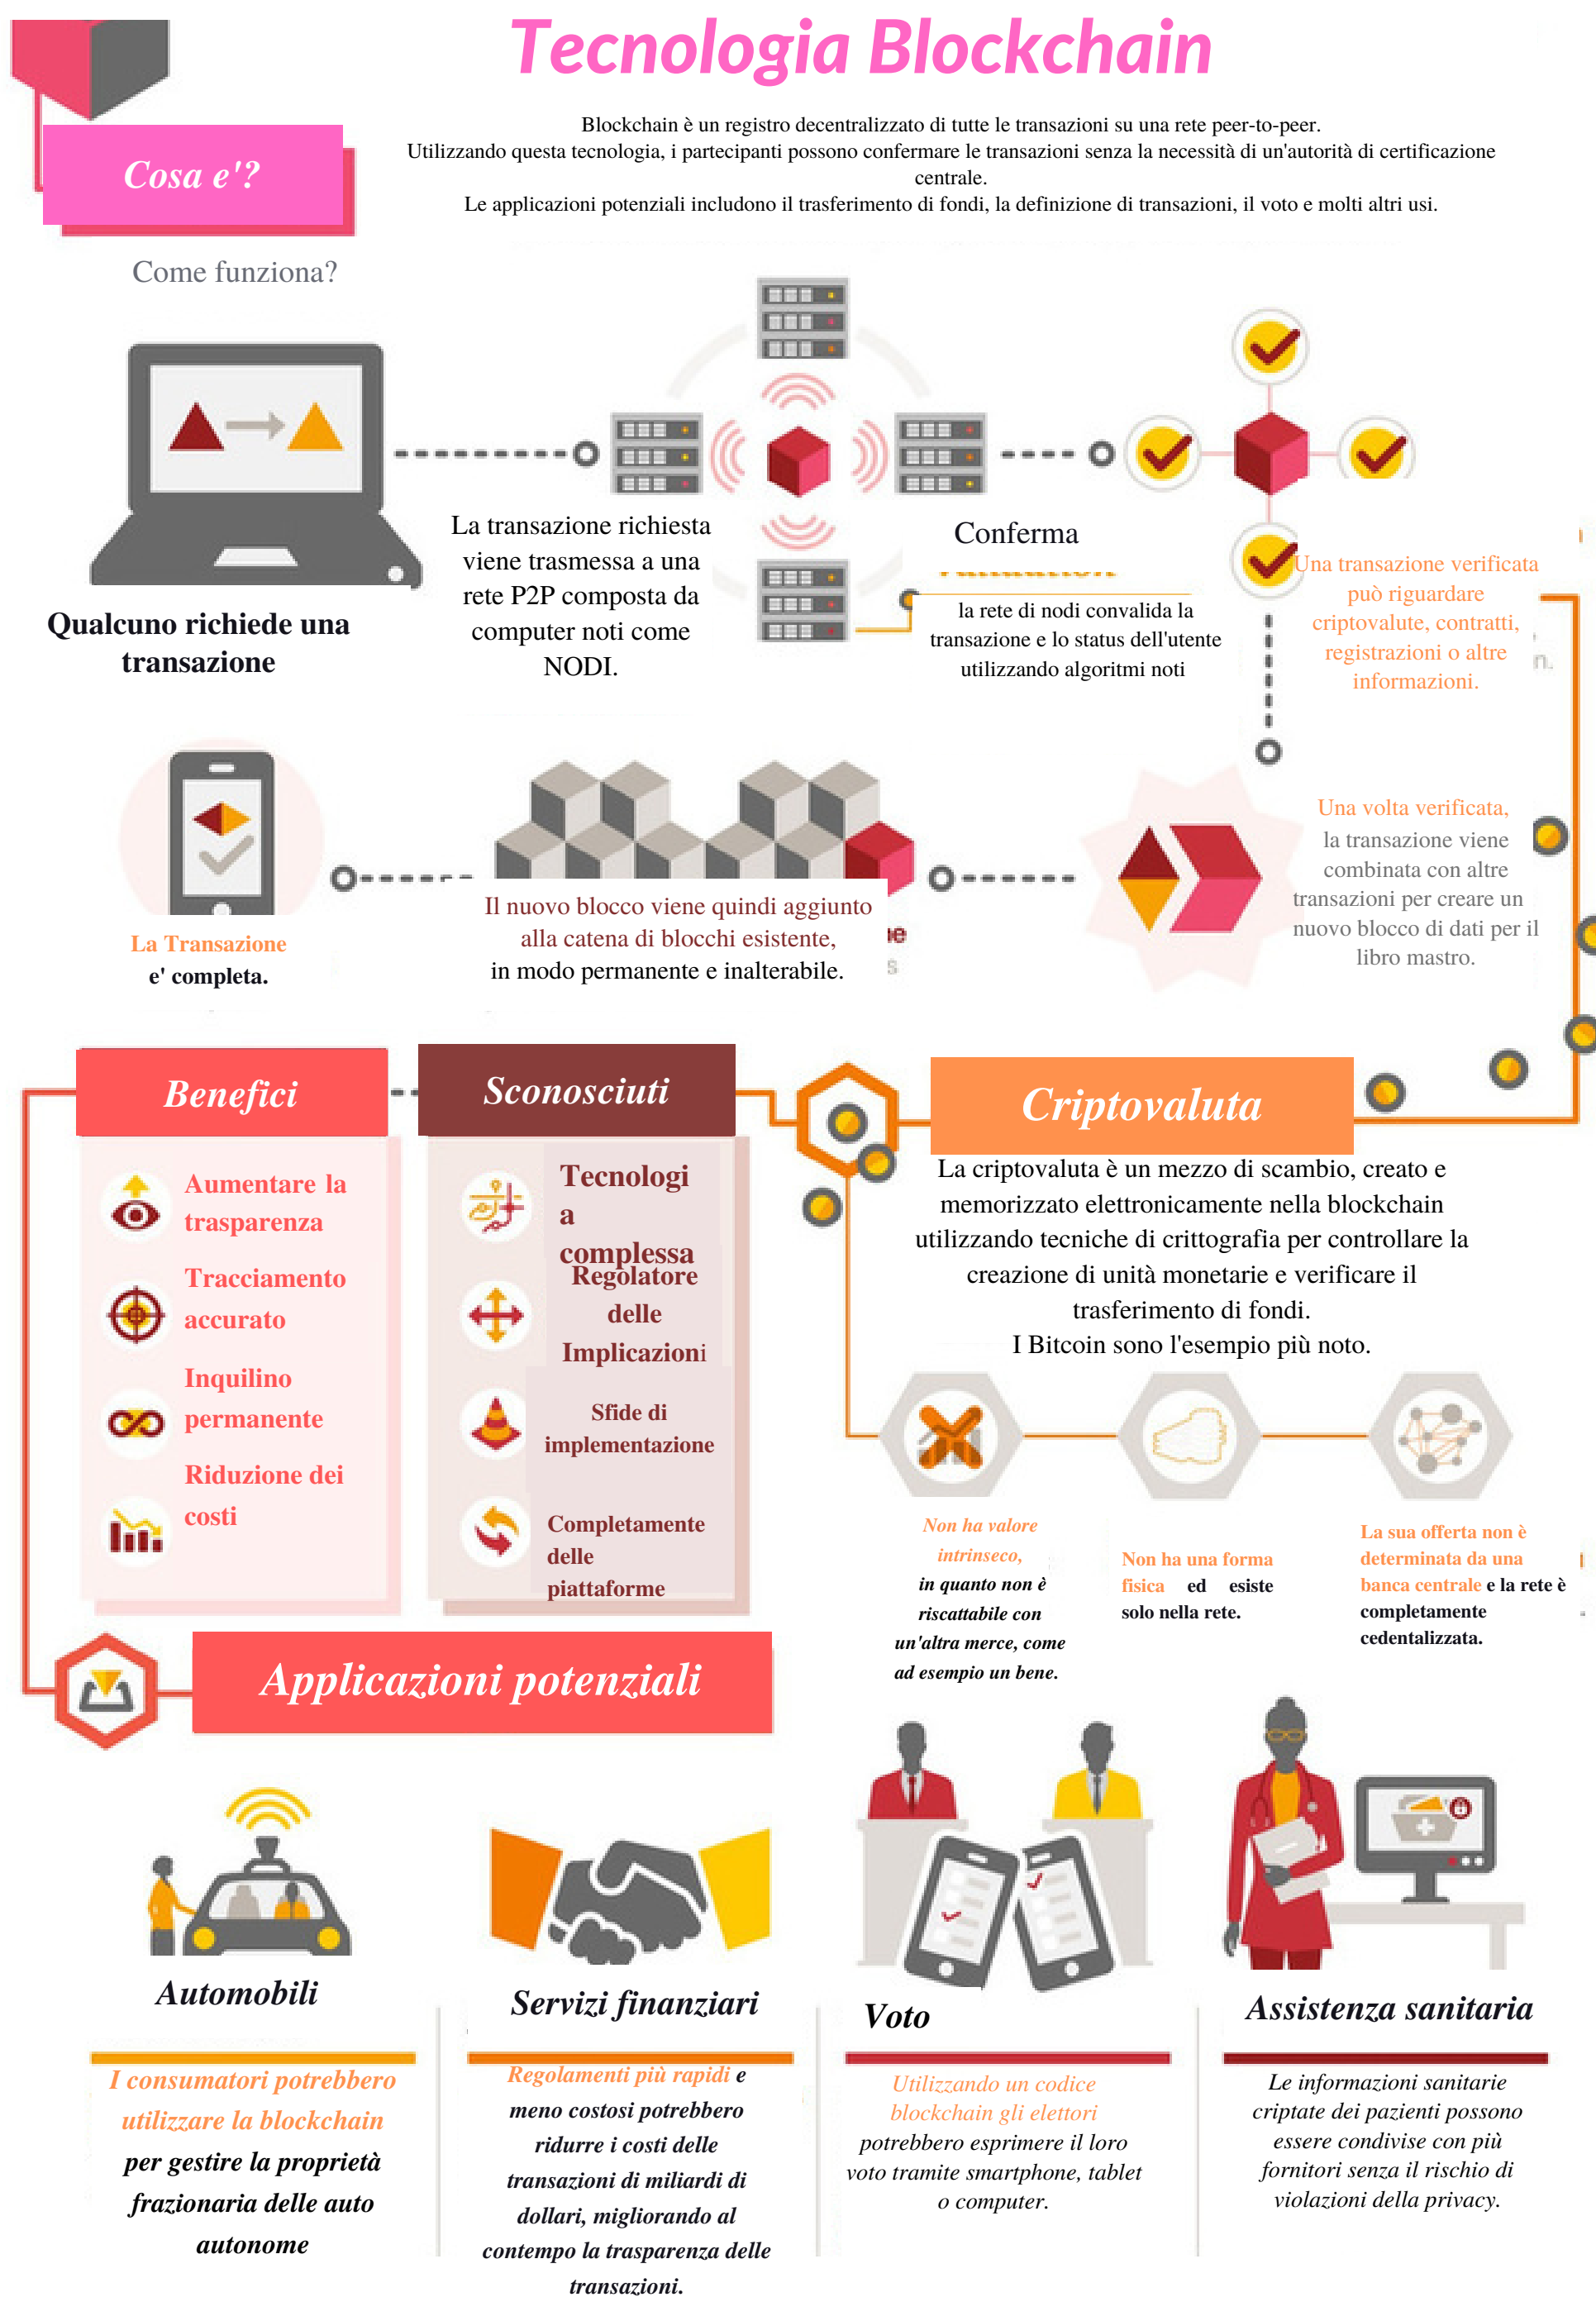 Tecnologia Blockchain
Cosa e'?
Blockchain è un registro decentralizzato di tutte le transazioni su una rete peer-to-peer.
Utilizzando questa tecnologia, i partecipanti possono confermare le transazioni senza la necessità di un'autorità di certificazione
centrale.
Le applicazioni potenziali includono il trasferimento di fondi, la definizione di transazioni, il voto e molti altri usi.
Come funziona?
Qualcuno richiede una
transazione
La transazione richiesta
viene trasmessa a una
rete P2P composta da
computer noti come
NODI.
Conferma
la rete di nodi convalida la
transazione e lo status dell'utente
utilizzando algoritmi noti
Una transazione verificata
può riguardare
criptovalute, contratti,
registrazioni o altre
informazioni.
n.
Una volta verificata,
la transazione viene
combinata con altre
transazioni per creare un
nuovo blocco di dati per il
libro mastro.
Il nuovo blocco viene quindi aggiunto
alla catena di blocchi esistente,
in modo permanente e inalterabile.
La Transazione
e' completa.
Benefici
Aumentare la
trasparenza
Tracciamento
accurato
Inquilino
permanente
Riduzione dei
costi
Sconosciuti
Tecnologi
a
complessa
Regolatore
delle
Implicazioni
Sfide di
implementazione
Completamente
delle
piattaforme
Criptovaluta
La criptovaluta è un mezzo di scambio, creato e
memorizzato elettronicamente nella blockchain
utilizzando tecniche di crittografia per controllare la
creazione di unità monetarie e verificare il
trasferimento di fondi.
I Bitcoin sono l'esempio più noto.
Non ha valore
intrinseco,
in quanto non è
riscattabile con
un'altra merce, come
ad esempio un bene.
Non ha una forma
fisica ed esiste
solo nella rete.
La sua offerta non è
determinata da una
banca centrale e la rete è
completamente
cedentalizzata.
Applicazioni potenziali
Automobili
I consumatori potrebbero
utilizzare la blockchain
per gestire la proprietà
frazionaria delle auto
autonome
Servizi finanziari
Regolamenti più rapidi e
meno costosi potrebbero
ridurre i costi delle
transazioni di miliardi di
dollari, migliorando al
contempo la trasparenza delle
transazioni.
Voto
Utilizzando un codice
blockchain gli elettori
potrebbero esprimere il loro
voto tramite smartphone, tablet
o computer.
Assistenza sanitaria
Le informazioni sanitarie
criptate dei pazienti possono
essere condivise con più
fornitori senza il rischio di
violazioni della privacy.